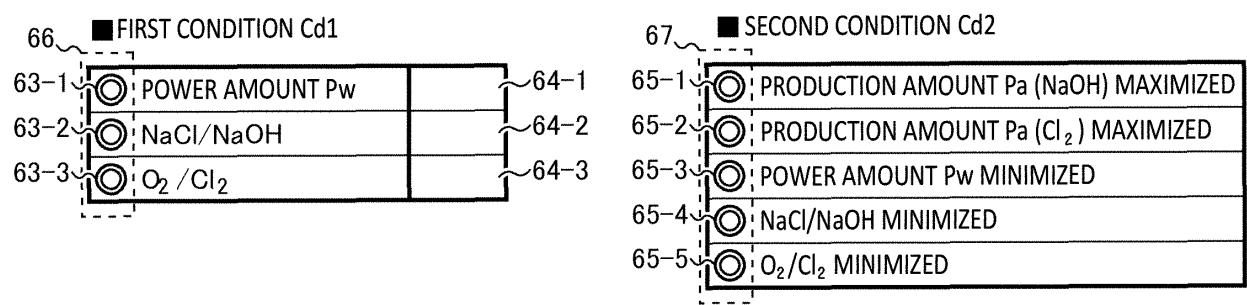 66
■FIRST CONDITION Cd1
63-1 POWER AMOUNT Pw 64-1
63-2 NaCl/NaOH 64-2
63-3 O₂/Cl₂ 64-3
67
■ SECOND CONDITION Cd2
65-1 PRODUCTION AMOUNT Pa (NaOH) MAXIMIZED
65-2 PRODUCTION AMOUNT Pa (Cl₂) MAXIMIZED
65-3 POWER AMOUNT Pw MINIMIZED
65-4 NaCl/NaOH MINIMIZED
65-5 O₂/Cl₂ MINIMIZED